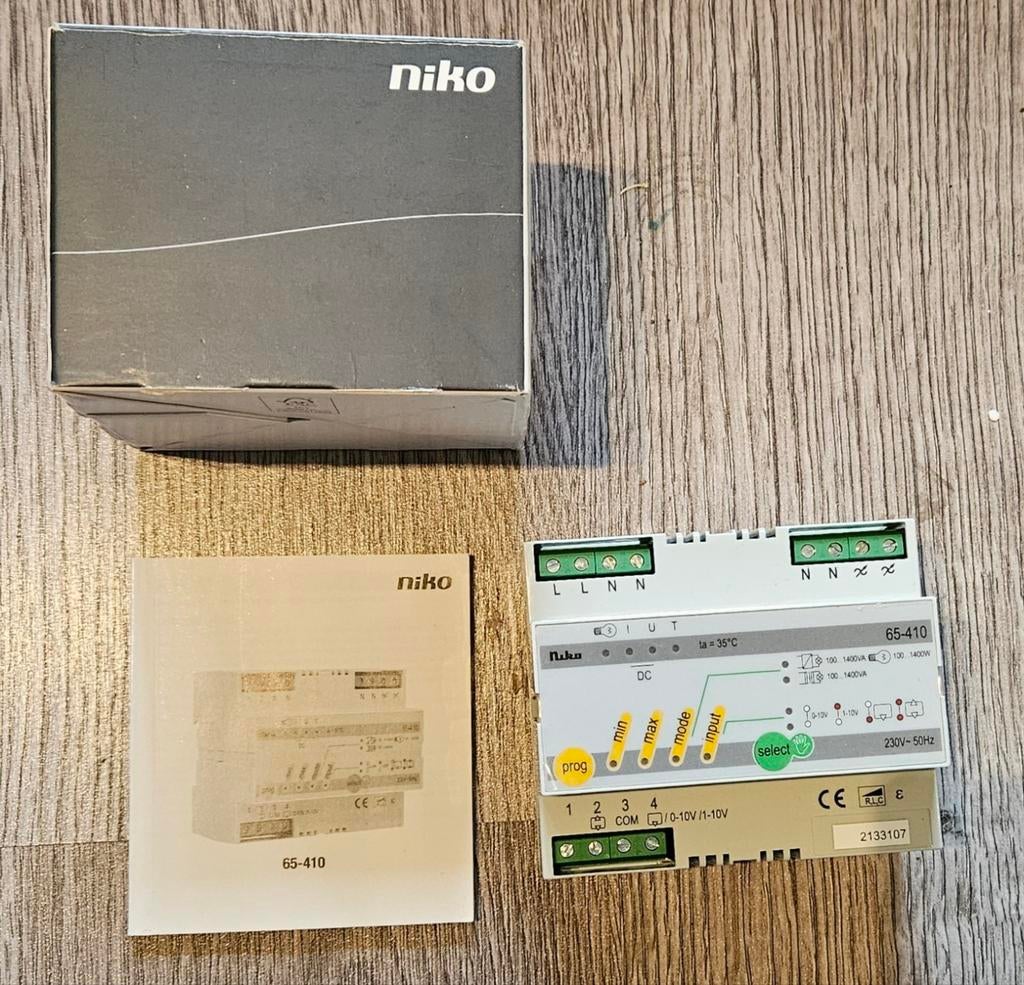 niko
niko
65-410
L L N N
N N
I U T
ta = 35°C
65-410
Niko
DC
100...1400VA
100...100W
100...1400VA
min
max
mode
input
0-10V
1-10V
prog
select
230V~ 50Hz
1 2 3 4
COM
/ 0-10V /1-10V
CE
R,L,C
ε
2133107